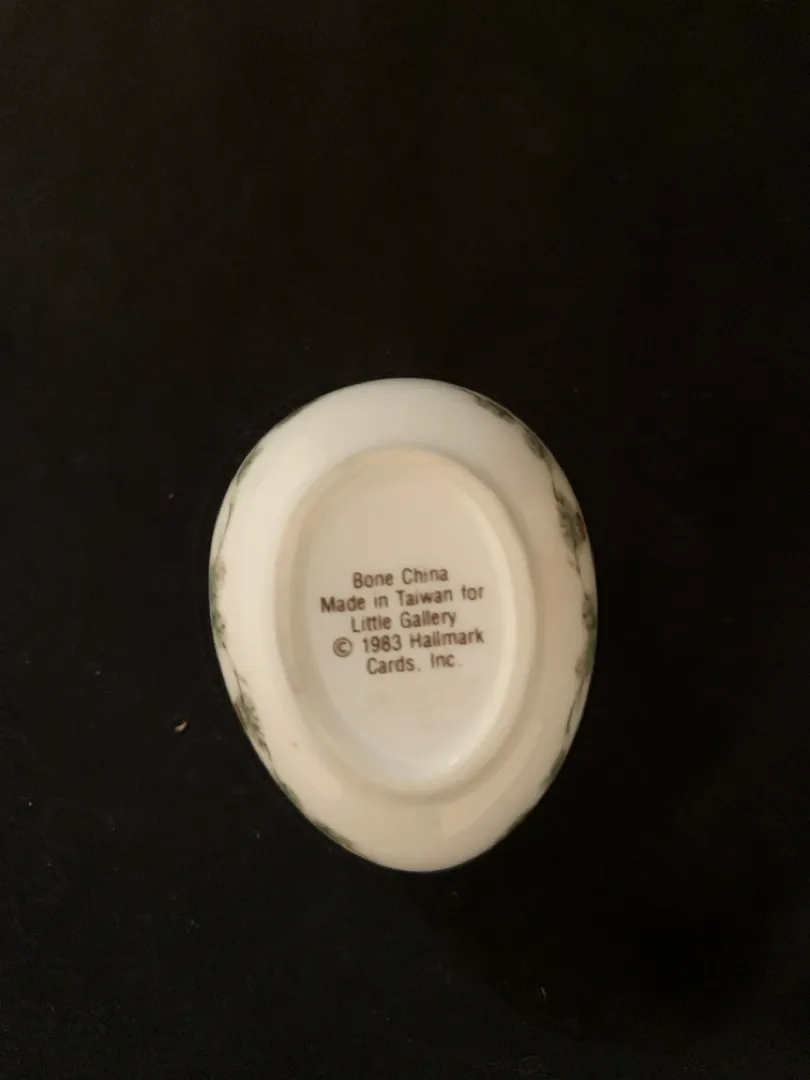 Bone China
Made in Taiwan for
Little Gallery
© 1983 Hallmark
Cards, Inc.